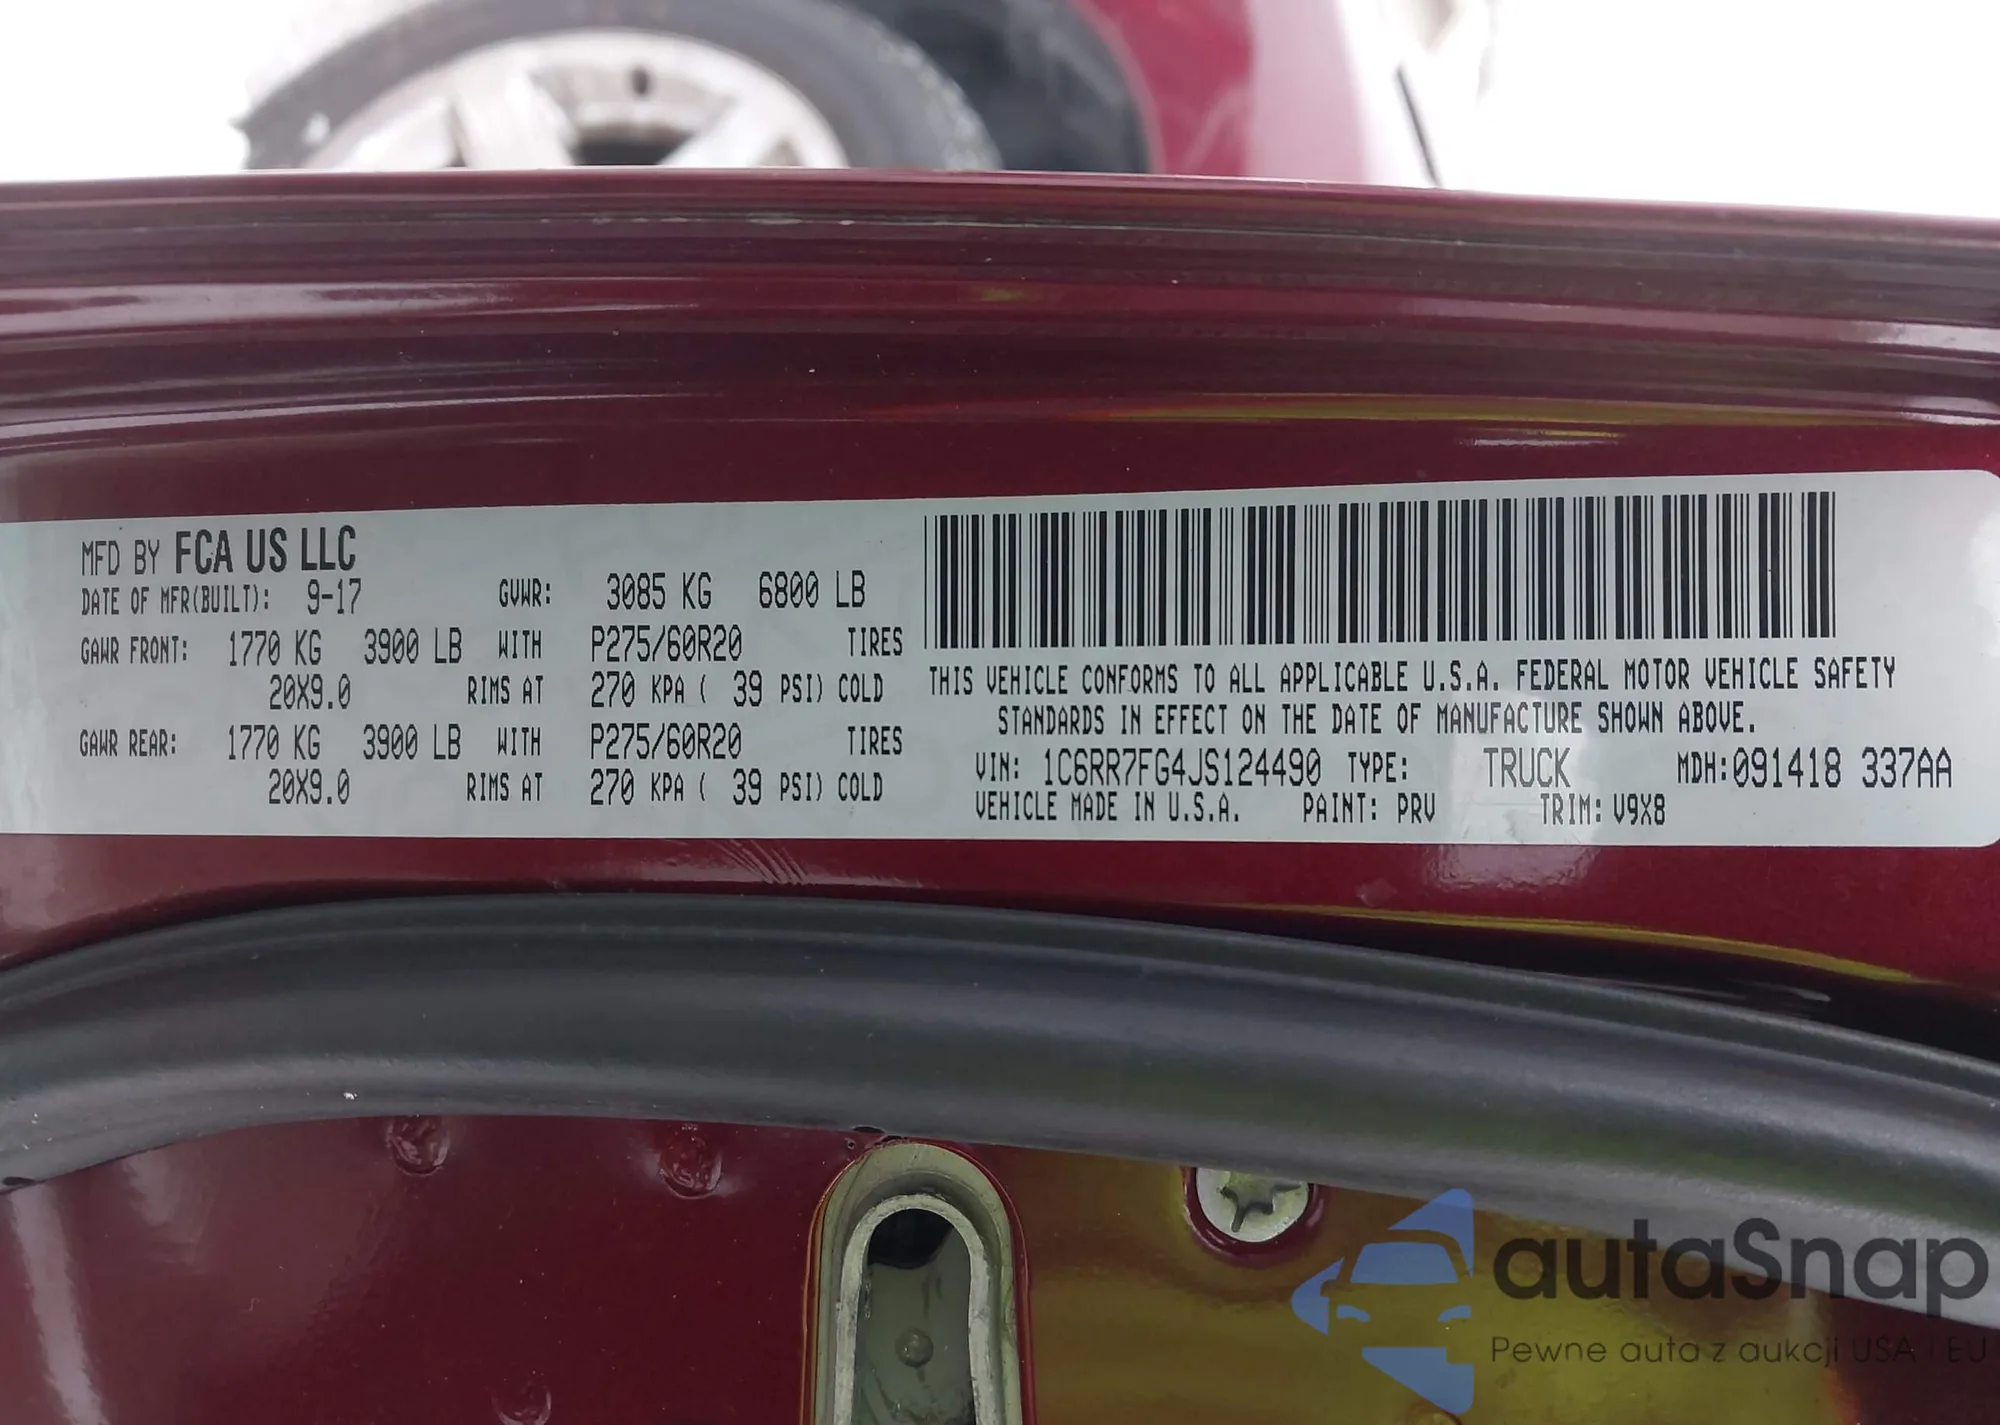 MFD BY FCA US LLC
DATE OF MFR(BUILT): 9-17 GVWR: 3085 KG 6800 LB
GAWR FRONT: 1770 KG 3900 LB WITH P275/60R20 TIRES
20X9.0 RIMS AT 270 KPA ( 39 PSI) COLD
GAWR REAR: 1770 KG 3900 LB WITH P275/60R20 TIRES
20X9.0 RIMS AT 270 KPA ( 39 PSI) COLD
THIS VEHICLE CONFORMS TO ALL APPLICABLE U.S.A. FEDERAL MOTOR VEHICLE SAFETY
STANDARDS IN EFFECT ON THE DATE OF MANUFACTURE SHOWN ABOVE.
VIN: 1C6RR7FG4JS124490 TYPE: TRUCK MDH:091418 337AA
VEHICLE MADE IN U.S.A. PAINT: PRV TRIM: V9X8
autaSnap
Pewne auta z aukcji USA i EU